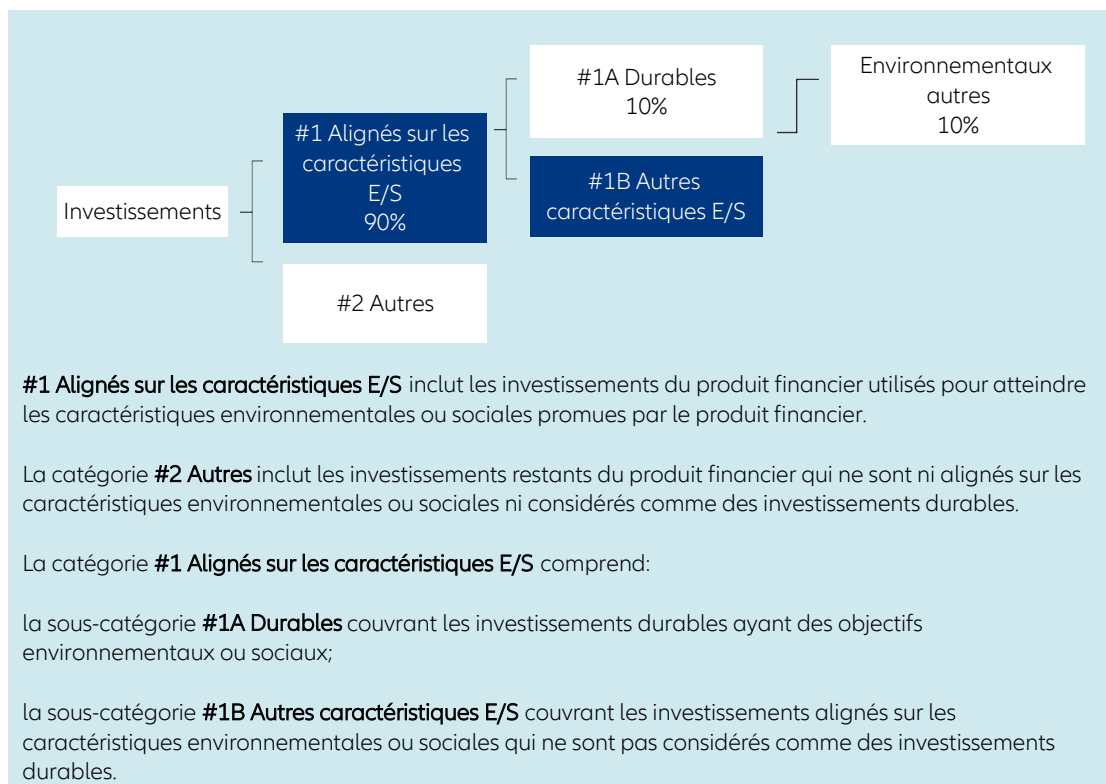 #1A Durables
10%
Environnementaux
autres
10%
#1 Alignés sur les
caractéristiques
E/S
90%
#1B Autres
caractéristiques E/S
Investissements
#2 Autres
#1 Alignés sur les caractéristiques E/S inclut les investissements du produit financier utilisés pour atteindre
les caractéristiques environnementales ou sociales promues par le produit financier.
La catégorie #2 Autres inclut les investissements restants du produit financier qui ne sont ni alignés sur les
caractéristiques environnementales ou sociales ni considérés comme des investissements durables.
La catégorie #1 Alignés sur les caractéristiques E/S comprend:
la sous-catégorie #1A Durables couvrant les investissements durables ayant des objectifs
environnementaux ou sociaux;
la sous-catégorie #1B Autres caractéristiques E/S couvrant les investissements alignés sur les
caractéristiques environnementales ou sociales qui ne sont pas considérés comme des investissements
durables.